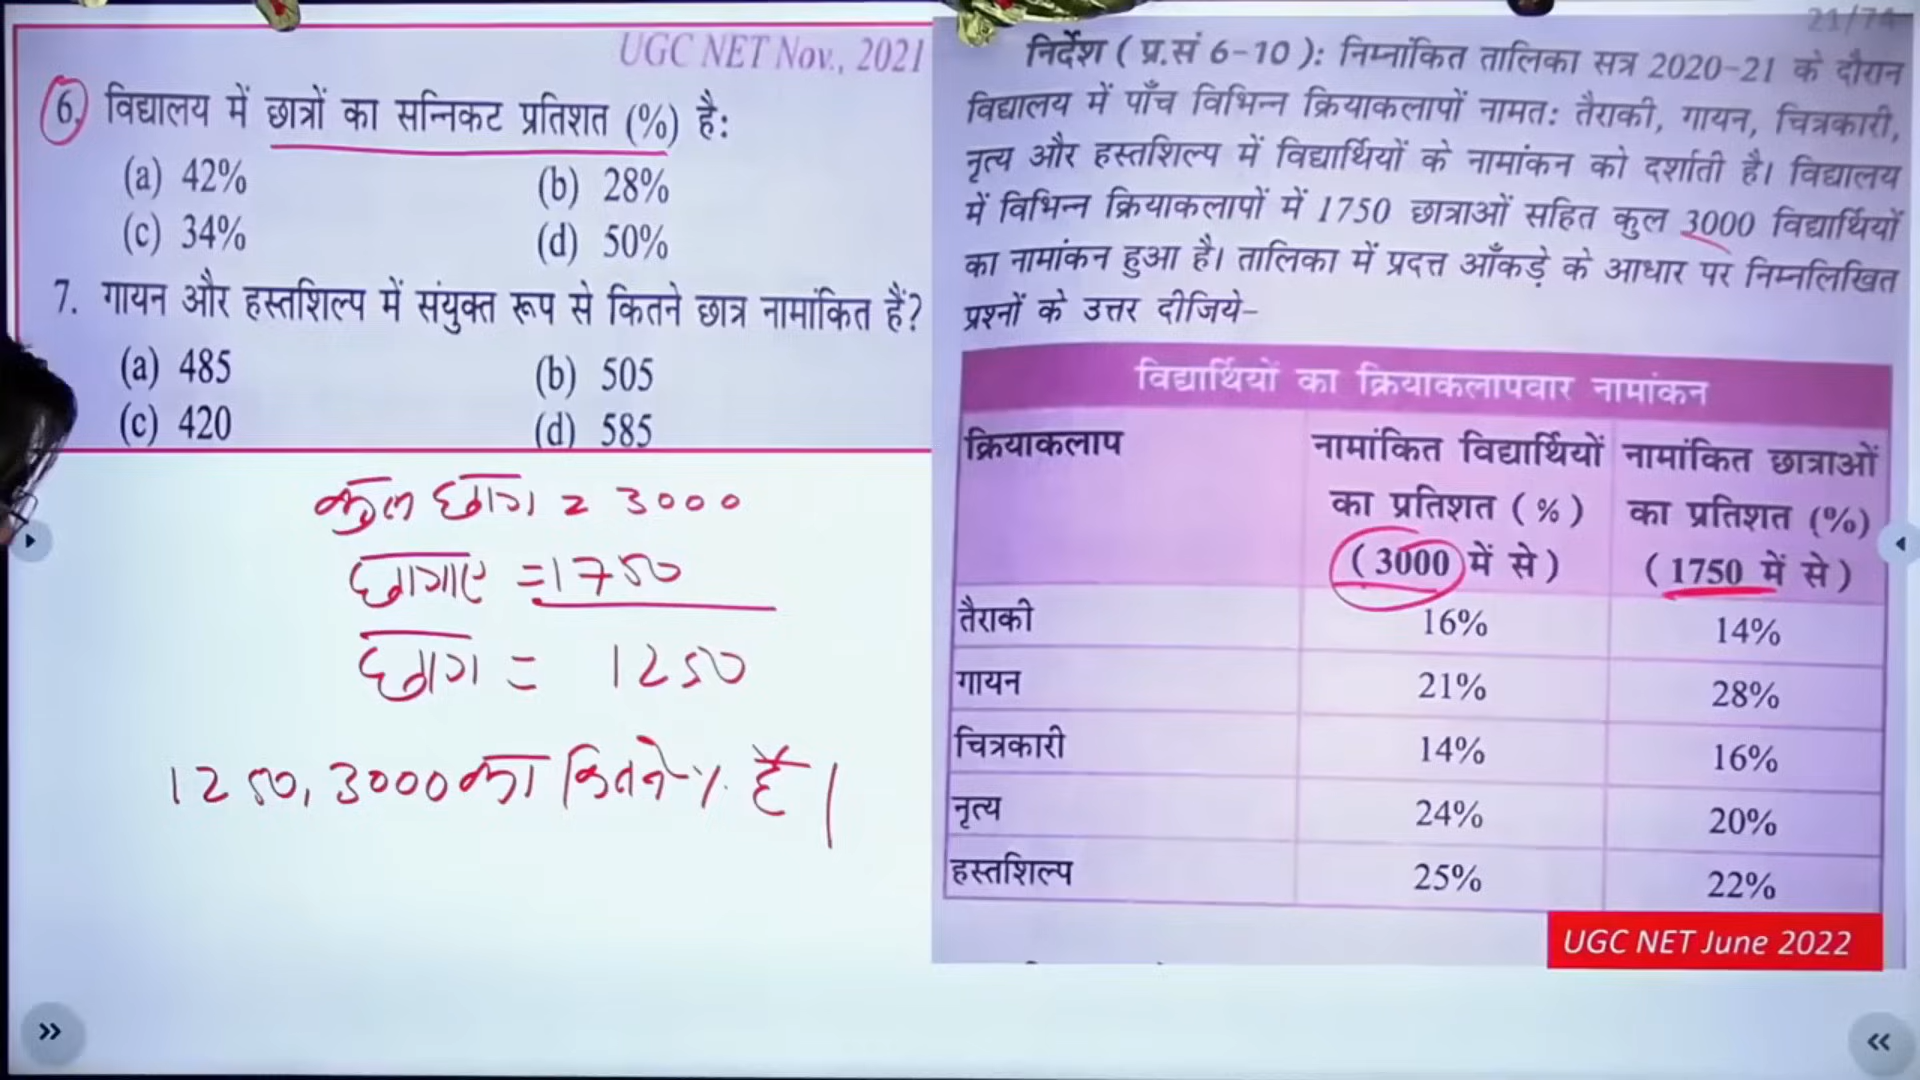 UGC NET Nov., 2021
6. विद्यालय में छात्रों का सन्निकट प्रतिशत (%) है:
(a) 42% (b) 28%
(c) 34% (d) 50%
7. गायन और हस्तशिल्प में संयुक्त रूप से कितने छात्र नामांकित हैं?
(a) 485 (b) 505
(c) 420 (d) 585
कुल छात्र = 3000
छात्राए = 1750
छात्र = 1250
1250, 3000 का कितने % है |
21/74
निर्देश ( प्र.सं 6-10 ): निम्नांकित तालिका सत्र 2020-21 के दौरान
विद्यालय में पाँच विभिन्न क्रियाकलापों नामत: तैराकी, गायन, चित्रकारी,
नृत्य और हस्तशिल्प में विद्यार्थियों के नामांकन को दर्शाती है। विद्यालय
में विभिन्न क्रियाकलापों में 1750 छात्राओं सहित कुल 3000 विद्यार्थियों
का नामांकन हुआ है। तालिका में प्रदत्त आँकड़े के आधार पर निम्नलिखित
प्रश्नों के उत्तर दीजिये-
विद्यार्थियों का क्रियाकलापवार नामांकन
क्रियाकलाप नामांकित विद्यार्थियों नामांकित छात्राओं
का प्रतिशत ( % ) का प्रतिशत (%)
( 3000 में से ) ( 1750 में से )
तैराकी 16% 14%
गायन 21% 28%
चित्रकारी 14% 16%
नृत्य 24% 20%
हस्तशिल्प 25% 22%
UGC NET June 2022